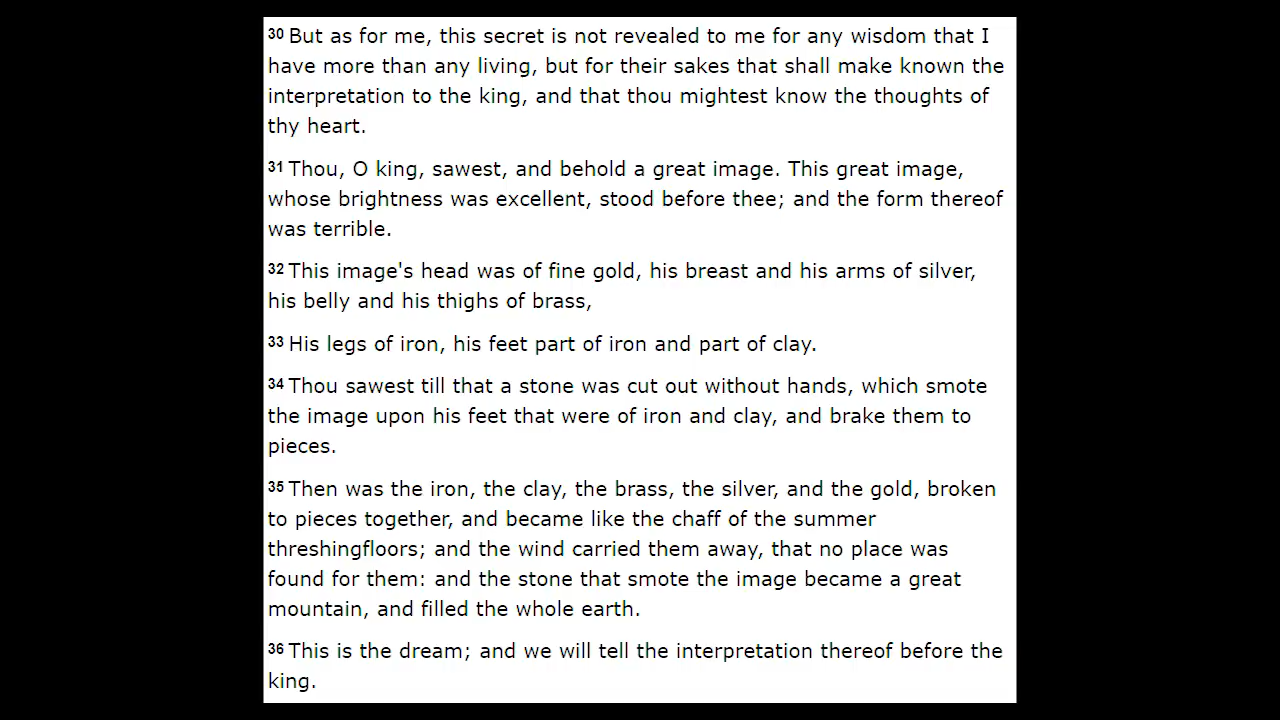 30 But as for me, this secret is not revealed to me for any wisdom that I
have more than any living, but for their sakes that shall make known the
interpretation to the king, and that thou mightest know the thoughts of
thy heart.
31 Thou, O king, sawest, and behold a great image. This great image,
whose brightness was excellent, stood before thee; and the form thereof
was terrible.
32 This image's head was of fine gold, his breast and his arms of silver,
his belly and his thighs of brass,
33 His legs of iron, his feet part of iron and part of clay.
34 Thou sawest till that a stone was cut out without hands, which smote
the image upon his feet that were of iron and clay, and brake them to
pieces.
35 Then was the iron, the clay, the brass, the silver, and the gold, broken
to pieces together, and became like the chaff of the summer
threshingfloors; and the wind carried them away, that no place was
found for them: and the stone that smote the image became a great
mountain, and filled the whole earth.
36 This is the dream; and we will tell the interpretation thereof before the
king.